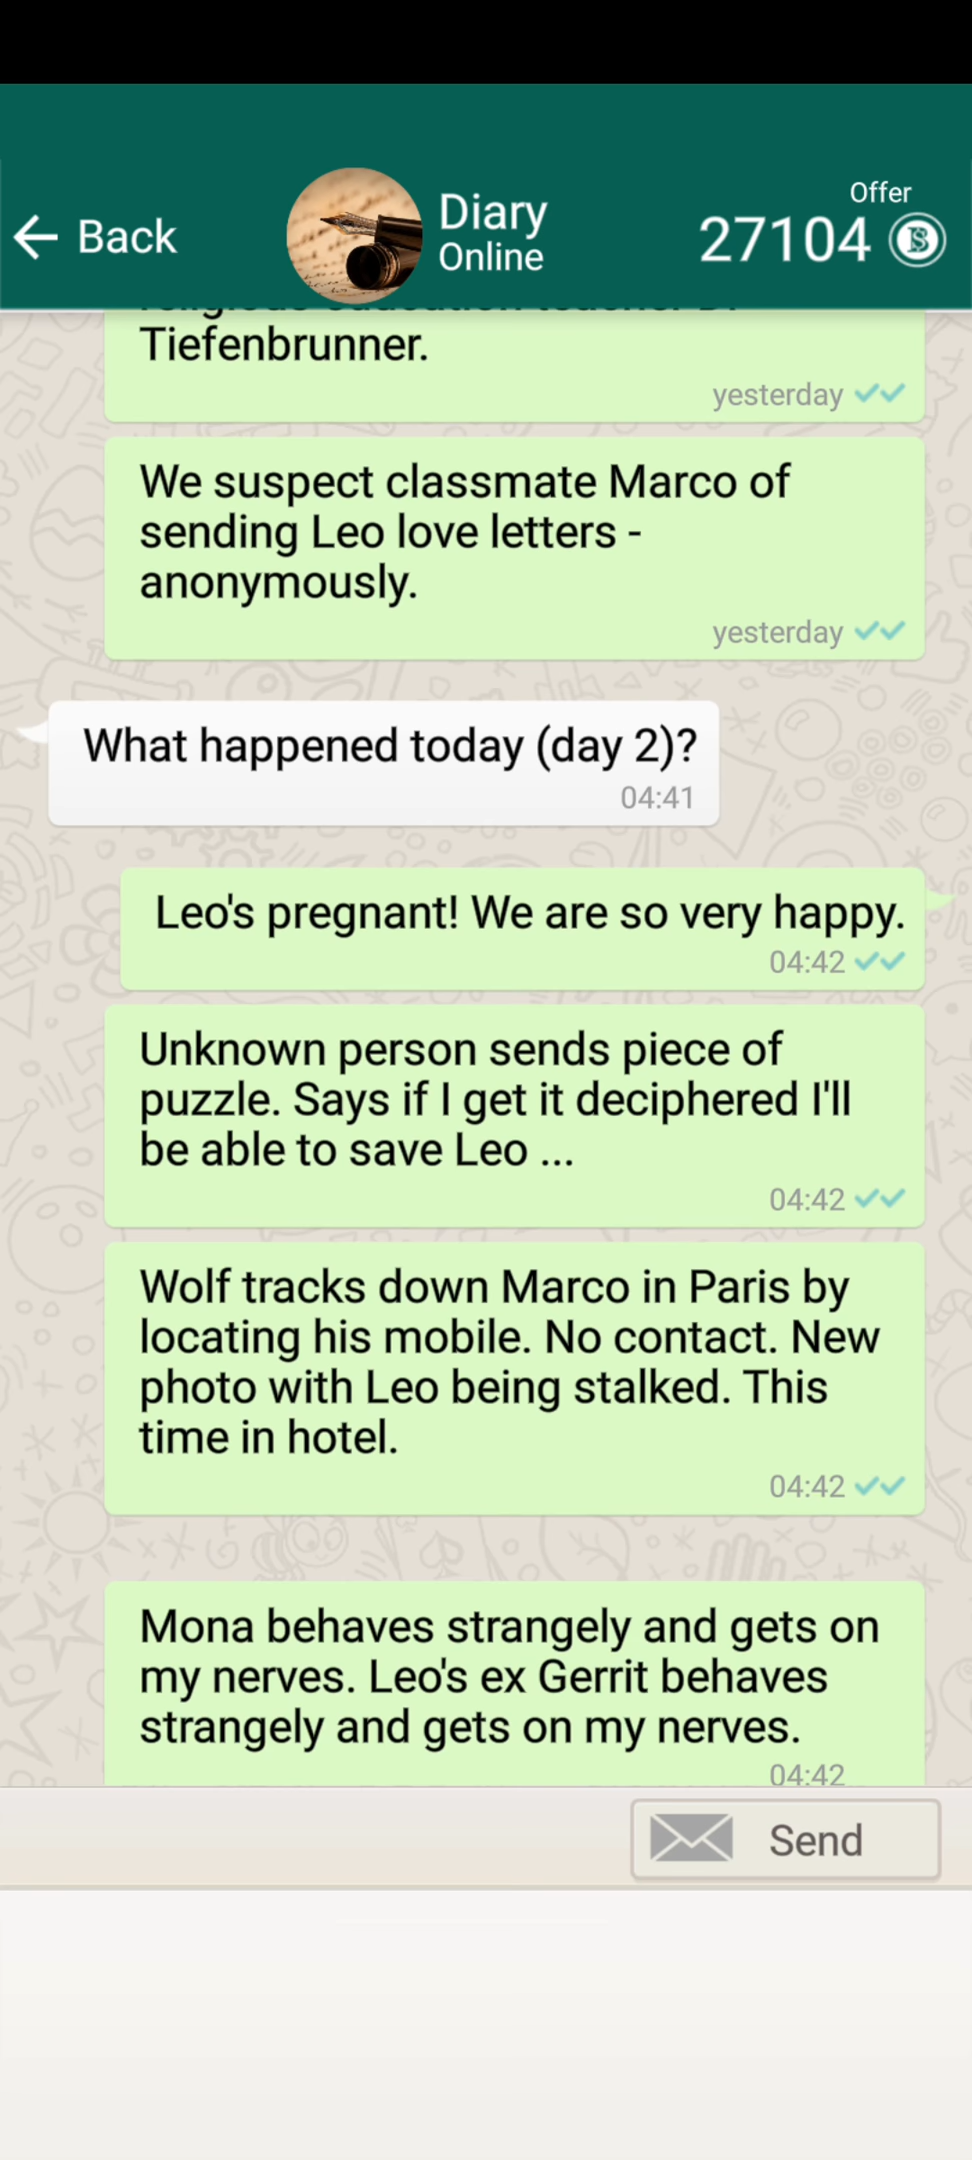 Offer
Back
Diary
Online
27104
Tiefenbrunner.
yesterday
We suspect classmate Marco of
sending Leo love letters -
anonymously.
yesterday
What happened today (day 2)?
04:41
Leo's pregnant! We are so very happy.
04:42
Unknown person sends piece of
puzzle. Says if I get it deciphered I'll
be able to save Leo ...
04:42
Wolf tracks down Marco in Paris by
locating his mobile. No contact. New
photo with Leo being stalked. This
time in hotel.
04:42
Mona behaves strangely and gets on
my nerves. Leo's ex Gerrit behaves
strangely and gets on my nerves.
04:42
Send